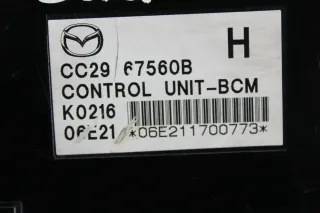 H
CC29 67560B
CONTROL UNIT-BCM
K0216
06E21 *06E211700773*